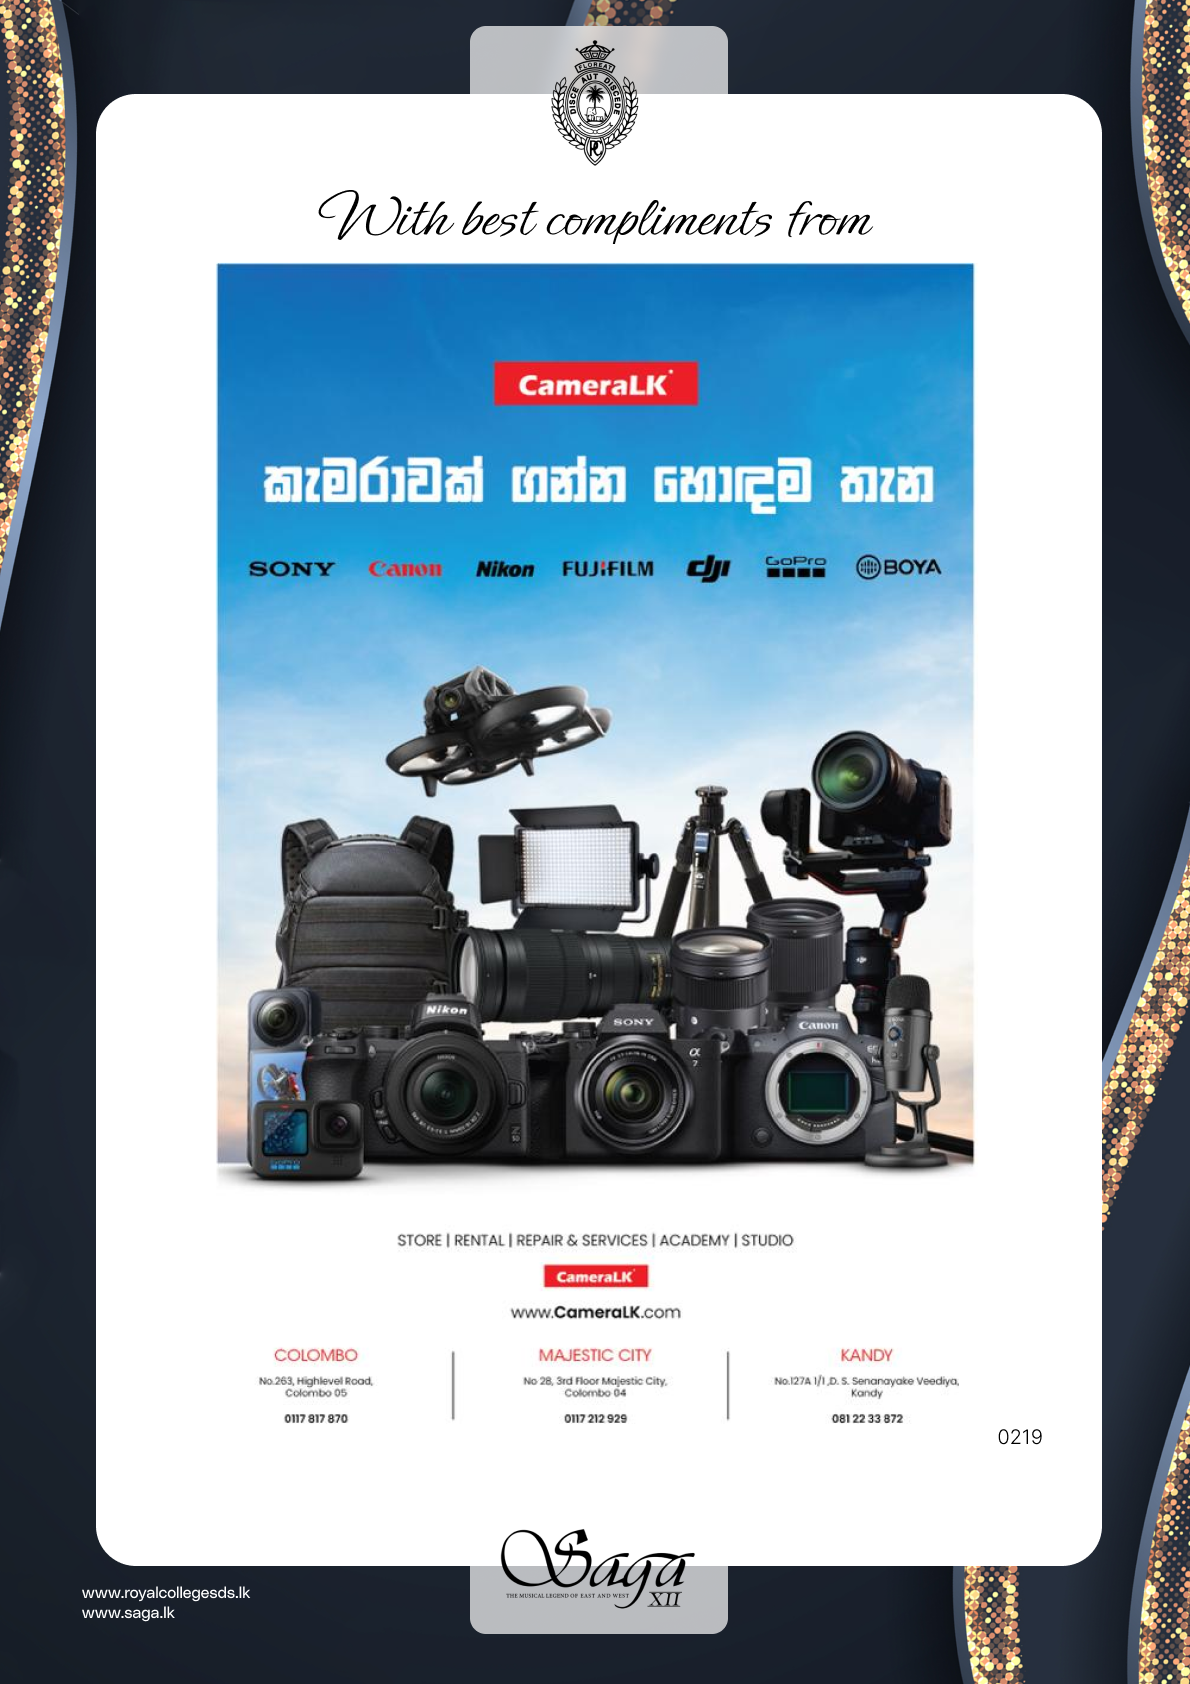 FLOREAT
DISCE AUT DISCEDE
RC
With best compliments from
CameraLK
කැමරාවක් ගන්න හොඳම තැන
SONY Canon Nikon FUJIFILM dji GoPro BOYA
Nikon
SONY
Canon
α
7
Z
50
GoPro
STORE | RENTAL | REPAIR & SERVICES | ACADEMY | STUDIO
CameraLK
www.CameraLK.com
COLOMBO
No.263, Highlevel Road,
Colombo 05
0117 817 870
MAJESTIC CITY
No 28, 3rd Floor Majestic City,
Colombo 04
0117 212 929
KANDY
No.127A 1/1 ,D. S. Senanayake Veediya,
Kandy
081 22 33 872
0219
Saga
THE MUSICAL LEGEND OF EAST AND WEST
XII
www.royalcollegesds.lk
www.saga.lk